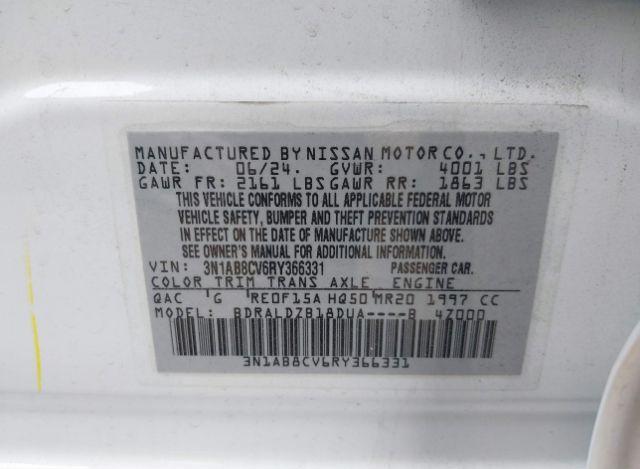 MANUFACTURED BY NISSAN MOTOR CO., LTD.
DATE: 06/24. GVWR: 4001 LBS
GAWR FR: 2161 LBS GAWR RR: 1863 LBS
THIS VEHICLE CONFORMS TO ALL APPLICABLE FEDERAL MOTOR
VEHICLE SAFETY, BUMPER AND THEFT PREVENTION STANDARDS
IN EFFECT ON THE DATE OF MANUFACTURE SHOWN ABOVE.
SEE OWNER'S MANUAL FOR ADDITIONAL INFORMATION.
VIN: 3N1AB8CV6RY366331 PASSENGER CAR.
COLOR TRIM TRANS AXLE ENGINE
QAC G RE0F15A HQ50 MR20 1997 CC
MODEL: BDRALDZB18DUA----B 4Z000
3N1AB8CV6RY366331